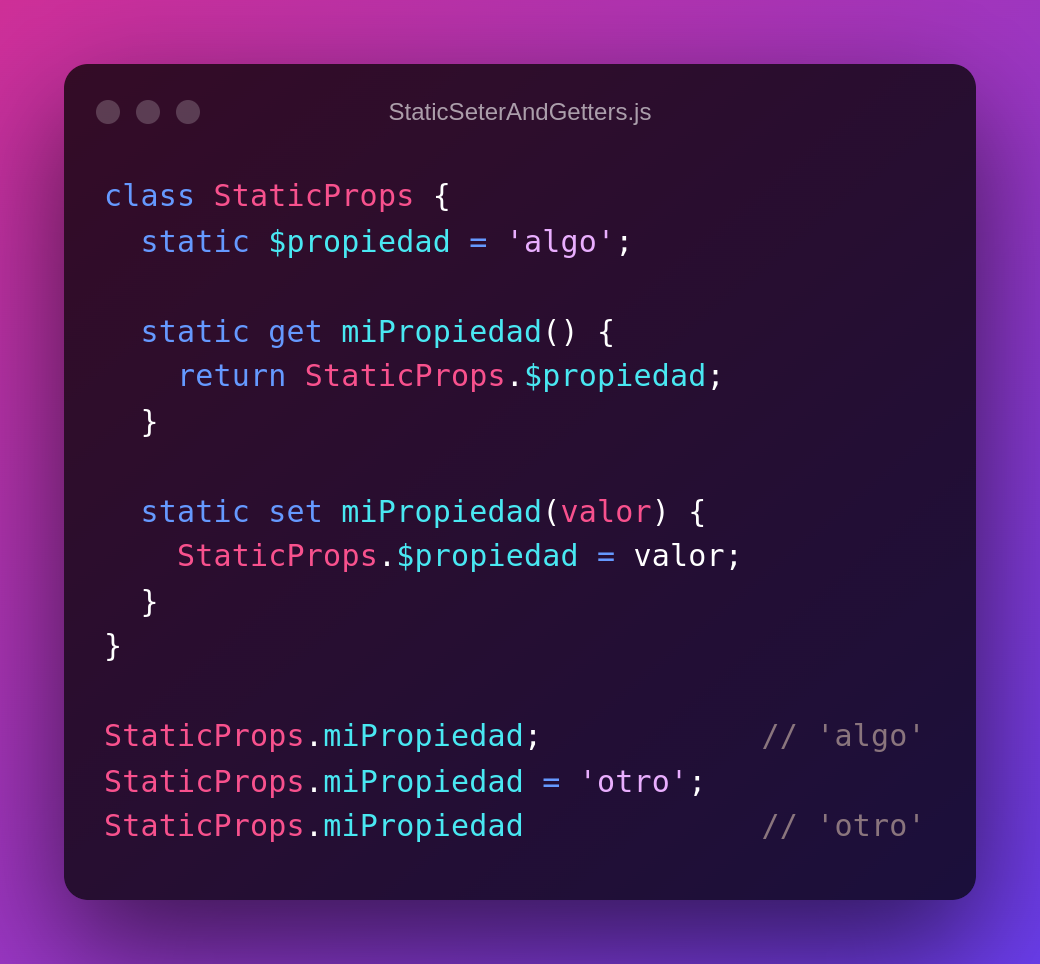 StaticSeterAndGetters.js
class StaticProps {
  static $propiedad = 'algo';

  static get miPropiedad() {
    return StaticProps.$propiedad;
  }

  static set miPropiedad(valor) {
    StaticProps.$propiedad = valor;
  }
}

StaticProps.miPropiedad;            // 'algo'
StaticProps.miPropiedad = 'otro';
StaticProps.miPropiedad             // 'otro'